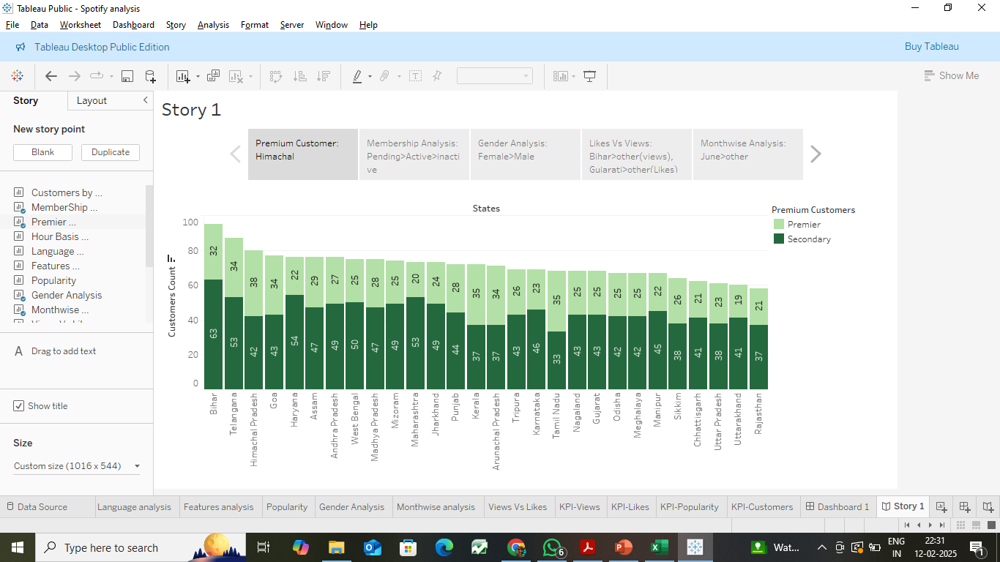 Tableau Public - Spotify analysis
File Data Worksheet Dashboard Story Analysis Format Server Window Help
Tableau Desktop Public Edition
Buy Tableau
Show Me
Story
Layout
New story point
Blank
Duplicate
Customers by ...
MemberShip ...
Premier ...
Hour Basis ...
Language ...
Features ...
Popularity
Gender Analysis
Monthwise ...
A Drag to add text
Show title
Size
Custom size (1016 x 544)
Story 1
Premium Customer:
Himachal
Membership Analysis:
Pending>Active>inacti
ve
Gender Analysis:
Female>Male
Likes Vs Views:
Bihar>other(views),
Gujarati>other(Likes)
Monthwise Analysis:
June>other
States
Customers Count
100
80
60
40
20
0
32 34 38 34 22 29 27 25 28 25 20 24 28 35 34 26 23 35 25 25 25 25 22 26 21 23 19 21
63 53 42 43 54 47 49 50 47 49 53 49 44 37 37 43 46 33 43 43 42 42 45 38 41 38 41 37
Bihar
Telangana
Himachal Pradesh
Goa
Haryana
Assam
Andhra Pradesh
West Bengal
Madhya Pradesh
Mizoram
Maharashtra
Jharkhand
Punjab
Kerala
Arunachal Pradesh
Tripura
Karnataka
Tamil Nadu
Nagaland
Gujarat
Odisha
Meghalaya
Manipur
Sikkim
Chhattisgarh
Uttar Pradesh
Uttarakhand
Rajasthan
Premium Customers
Premier
Secondary
Data Source
Language analysis
Features analysis
Popularity
Gender Analysis
Monthwise analysis
Views Vs Likes
KPI-Views
KPI-Likes
KPI-Popularity
KPI-Customers
Dashboard 1
Story 1
Type here to search
6
Wat...
ENG
IN
22:31
12-02-2025
1